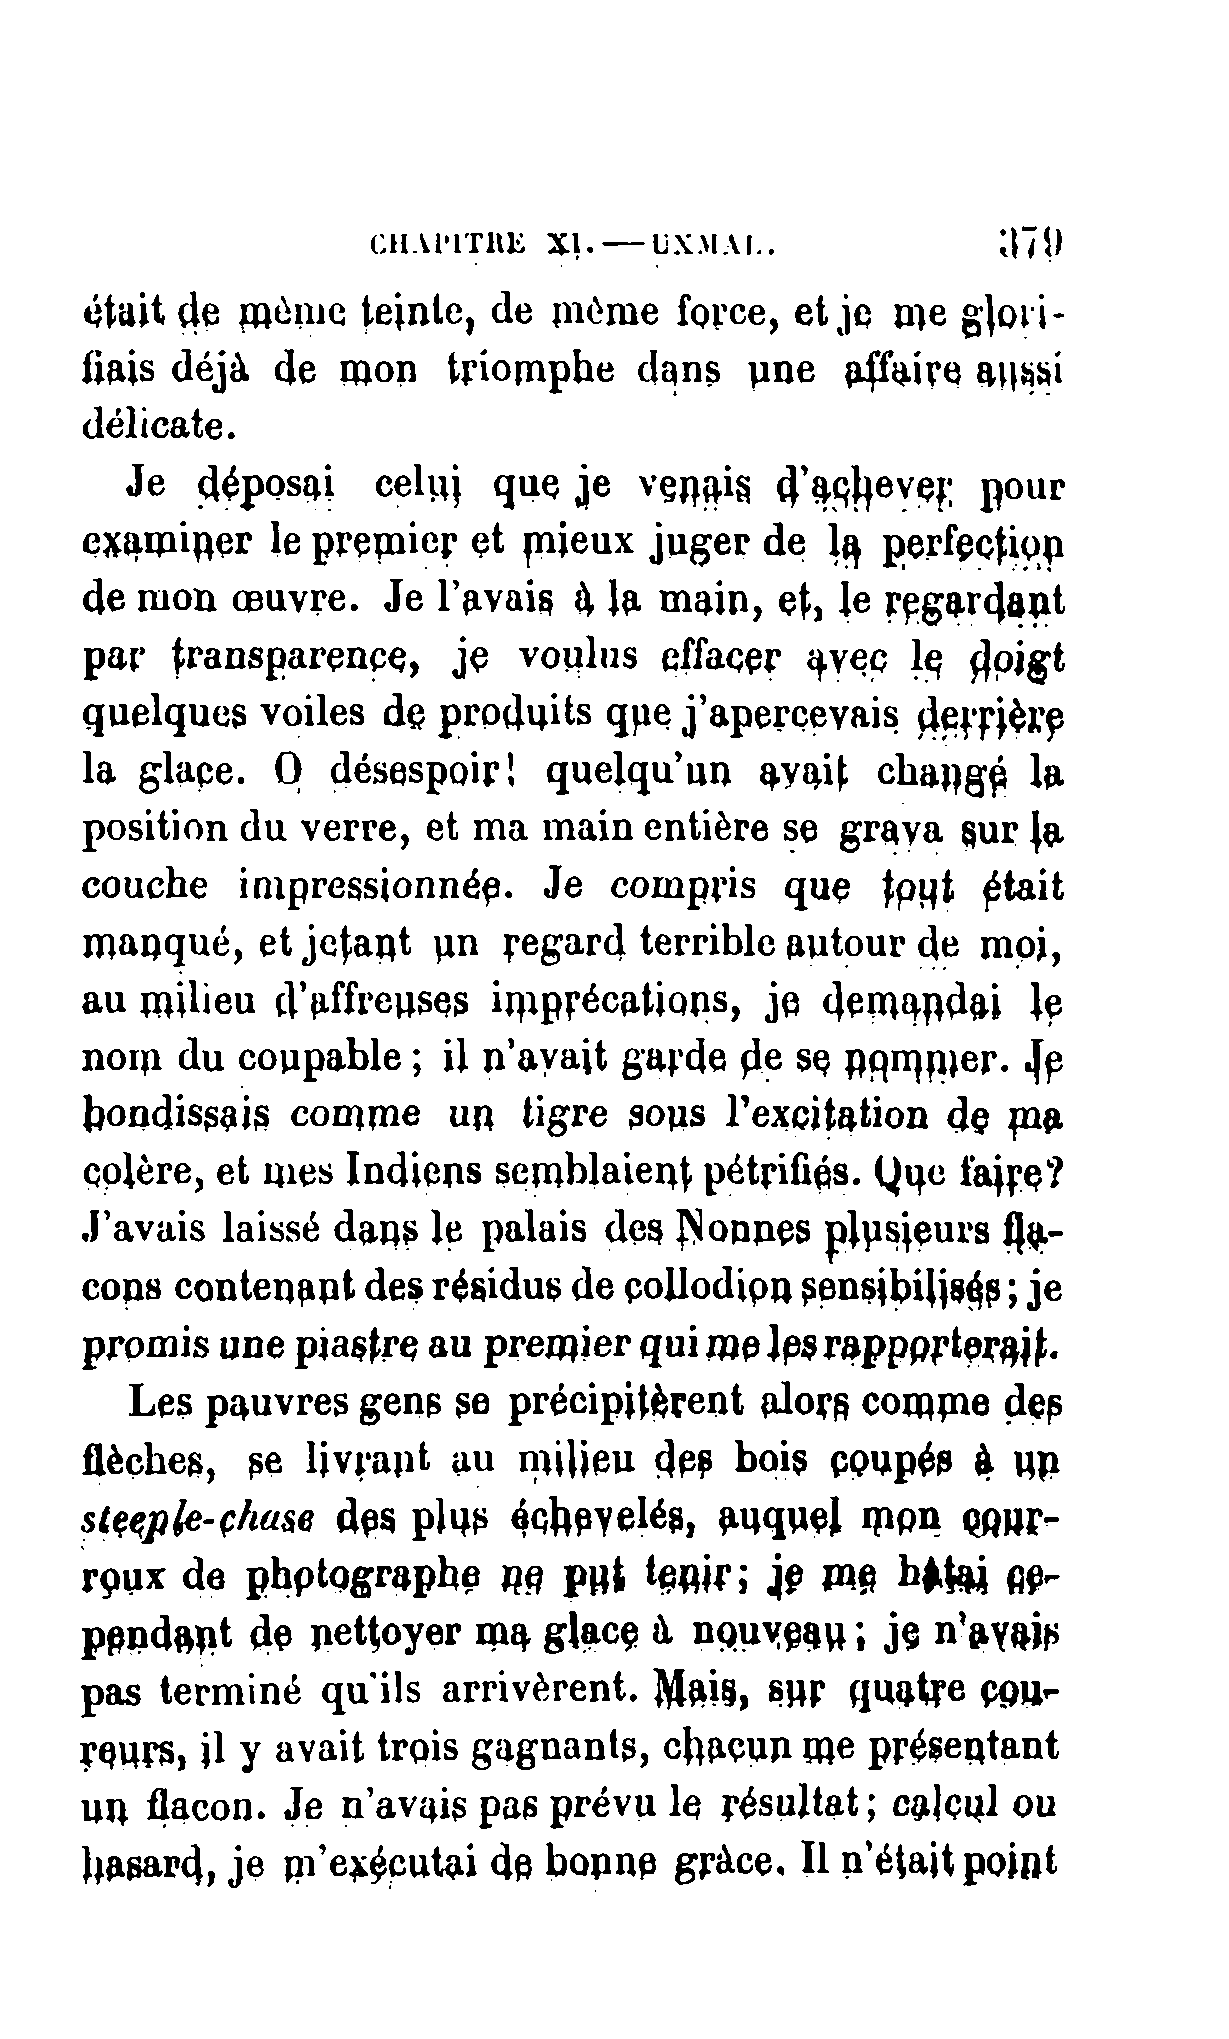 CHAPITRE XI. — UXMAL. 379
était de même teinte, de même force, et je me glori-
fiais déjà de mon triomphe dans une affaire aussi
délicate.
Je déposai celui que je venais d'achever pour
examiner le premier et mieux juger de la perfection
de mon œuvre. Je l'avais à la main, et, le regardant
par transparence, je voulus effacer avec le doigt
quelques voiles de produits que j'apercevais derrière
la glace. O désespoir! quelqu'un avait changé la
position du verre, et ma main entière se grava sur la
couche impressionnée. Je compris que tout était
manqué, et jetant un regard terrible autour de moi,
au milieu d'affreuses imprécations, je demandai le
nom du coupable ; il n'avait garde de se nommer. Je
bondissais comme un tigre sous l'excitation de ma
colère, et mes Indiens semblaient pétrifiés. Que faire?
J'avais laissé dans le palais des Nonnes plusieurs fla-
cons contenant des résidus de collodion sensibilisés ; je
promis une piastre au premier qui me les rapporterait.
Les pauvres gens se précipitèrent alors comme des
flèches, se livrant au milieu des bois coupés à un
steeple-chase des plus échevelés, auquel mon cour-
roux de photographe ne put tenir ; je me hâtai ce-
pendant de nettoyer ma glace à nouveau ; je n'avais
pas terminé qu'ils arrivèrent. Mais, sur quatre cou-
reurs, il y avait trois gagnants, chacun me présentant
un flacon. Je n'avais pas prévu le résultat ; calcul ou
hasard, je m'exécutai de bonne grâce. Il n'était point